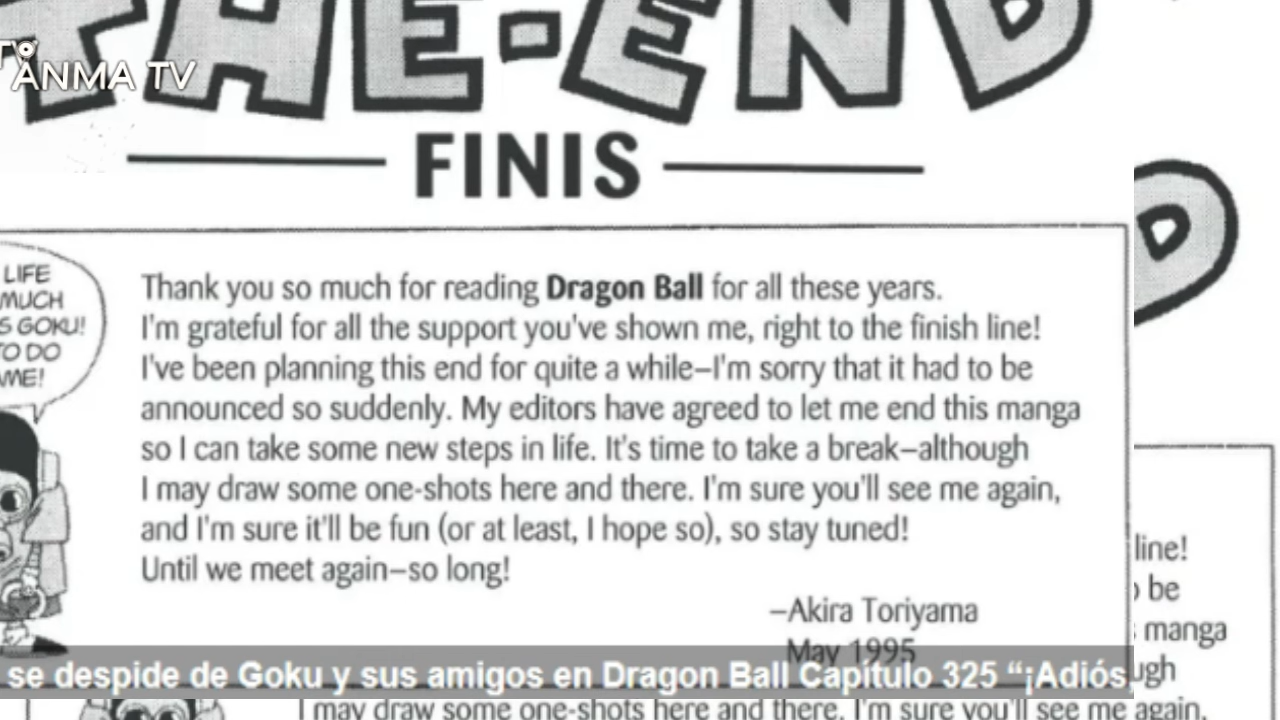 THE-END
ANMA TV
FINIS
LIFE
MUCH
GOKU!
TO DO
ME!
Thank you so much for reading Dragon Ball for all these years.
I'm grateful for all the support you've shown me, right to the finish line!
I've been planning this end for quite a while–I'm sorry that it had to be
announced so suddenly. My editors have agreed to let me end this manga
so I can take some new steps in life. It's time to take a break–although
I may draw some one-shots here and there. I'm sure you'll see me again,
and I'm sure it'll be fun (or at least, I hope so), so stay tuned!
Until we meet again–so long!
–Akira Toriyama
May 1995
se despide de Goku y sus amigos en Dragon Ball Capítulo 325 “¡Adiós
D
line!
be
manga
ugh
I may draw some one-shots here and there. I'm sure you'll see me again,